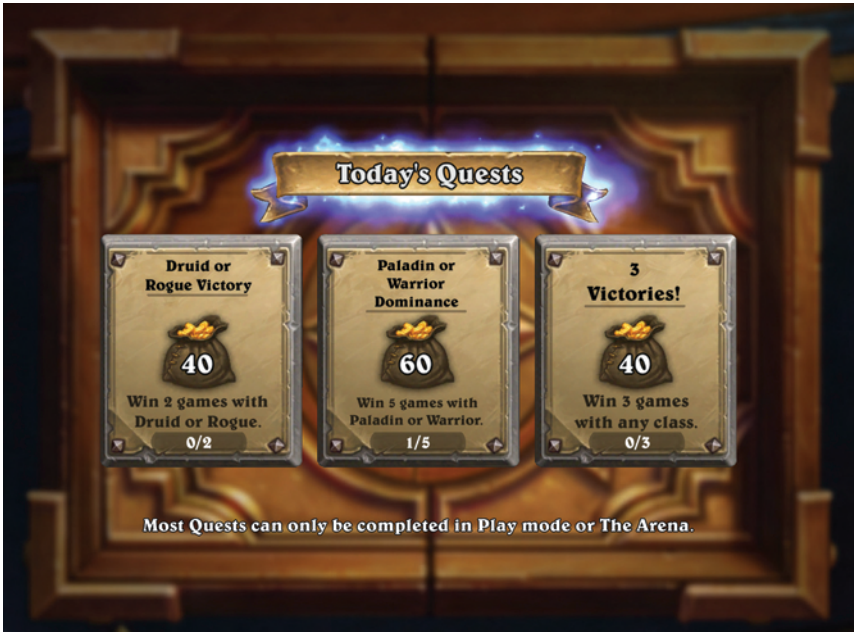 Today's Quests
Druid or
Rogue Victory
40
Win 2 games with
Druid or Rogue.
0/2
Paladin or
Warrior
Dominance
60
Win 5 games with
Paladin or Warrior.
1/5
3
Victories!
40
Win 3 games
with any class.
0/3
Most Quests can only be completed in Play mode or The Arena.